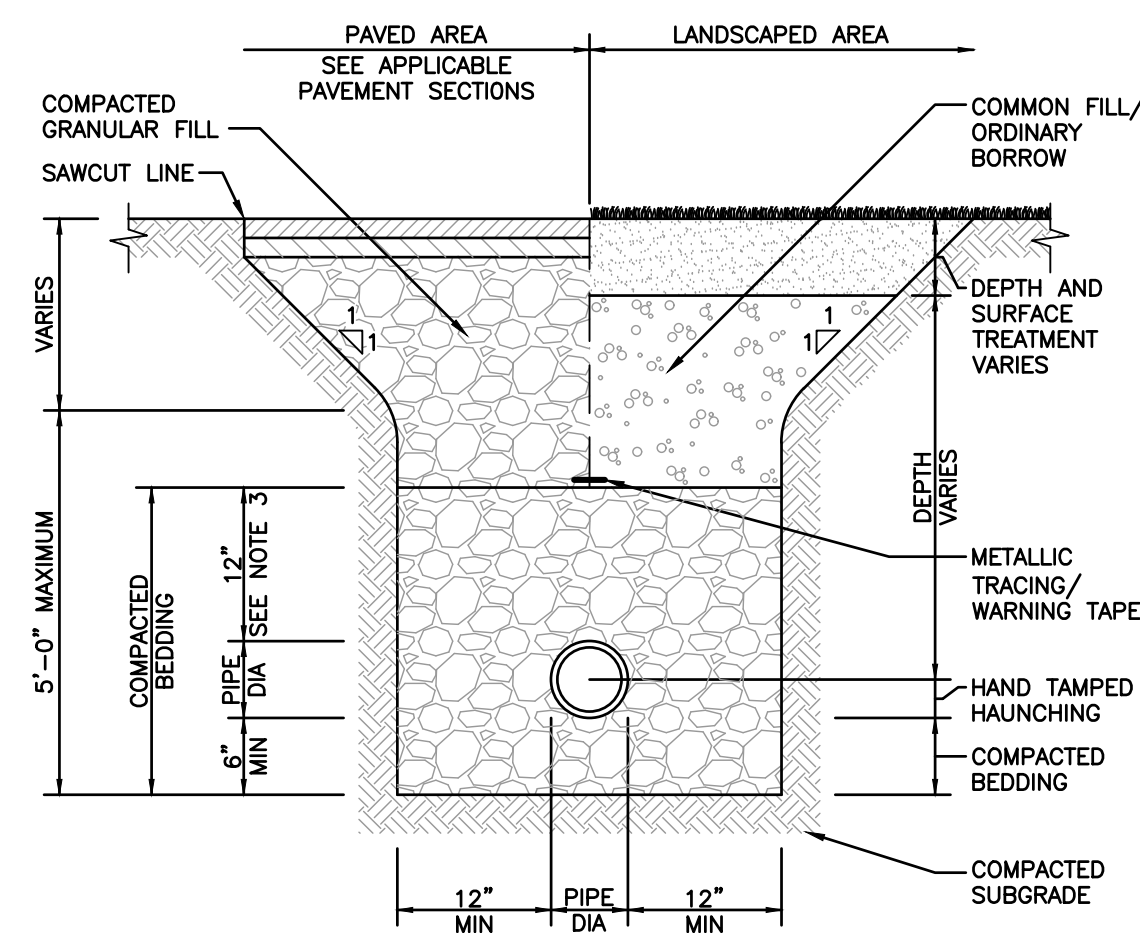 PAVED AREA
SEE APPLICABLE
PAVEMENT SECTIONS
LANDSCAPED AREA
COMPACTED
GRANULAR FILL
SAWCUT LINE
COMMON FILL/
ORDINARY
BORROW
VARIES
1
1
1
1
DEPTH AND
SURFACE
TREATMENT
VARIES
5'-0" MAXIMUM
COMPACTED
BEDDING
12"
SEE NOTE 3
PIPE
DIA
6"
MIN
DEPTH
VARIES
METALLIC
TRACING/
WARNING TAPE
HAND TAMPED
HAUNCHING
COMPACTED
BEDDING
COMPACTED
SUBGRADE
12"
MIN
PIPE
DIA
12"
MIN